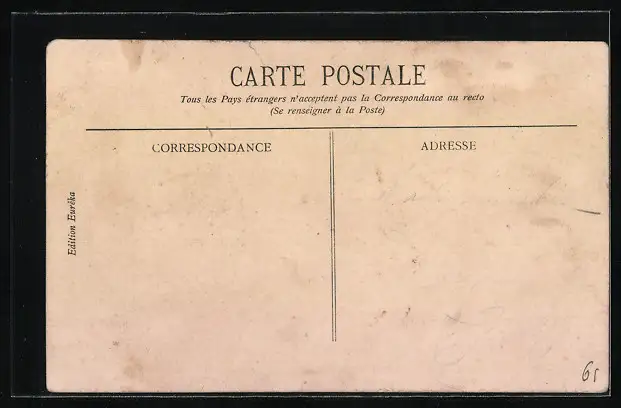 CARTE POSTALE
Tous les Pays étrangers n'acceptent pas la Correspondance au recto
(Se renseigner à la Poste)
CORRESPONDANCE
ADRESSE
Edition Eurêka